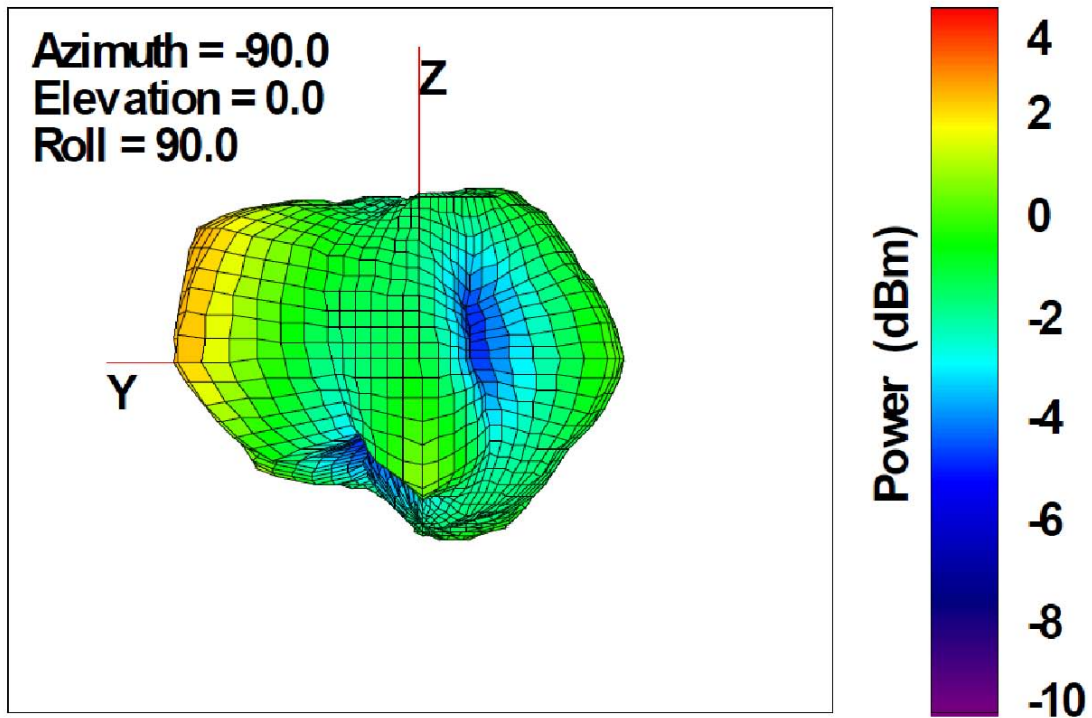 Azimuth = -90.0
Elevation = 0.0
Roll = 90.0
Z
Y
Power (dBm)
4
2
0
-2
-4
-6
-8
-10